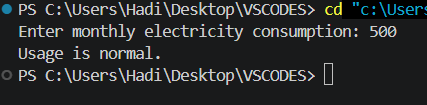 PS C:\Users\Hadi\Desktop\VSCODES> cd "c:\Users
Enter monthly electricity consumption: 500
Usage is normal.
PS C:\Users\Hadi\Desktop\VSCODES>